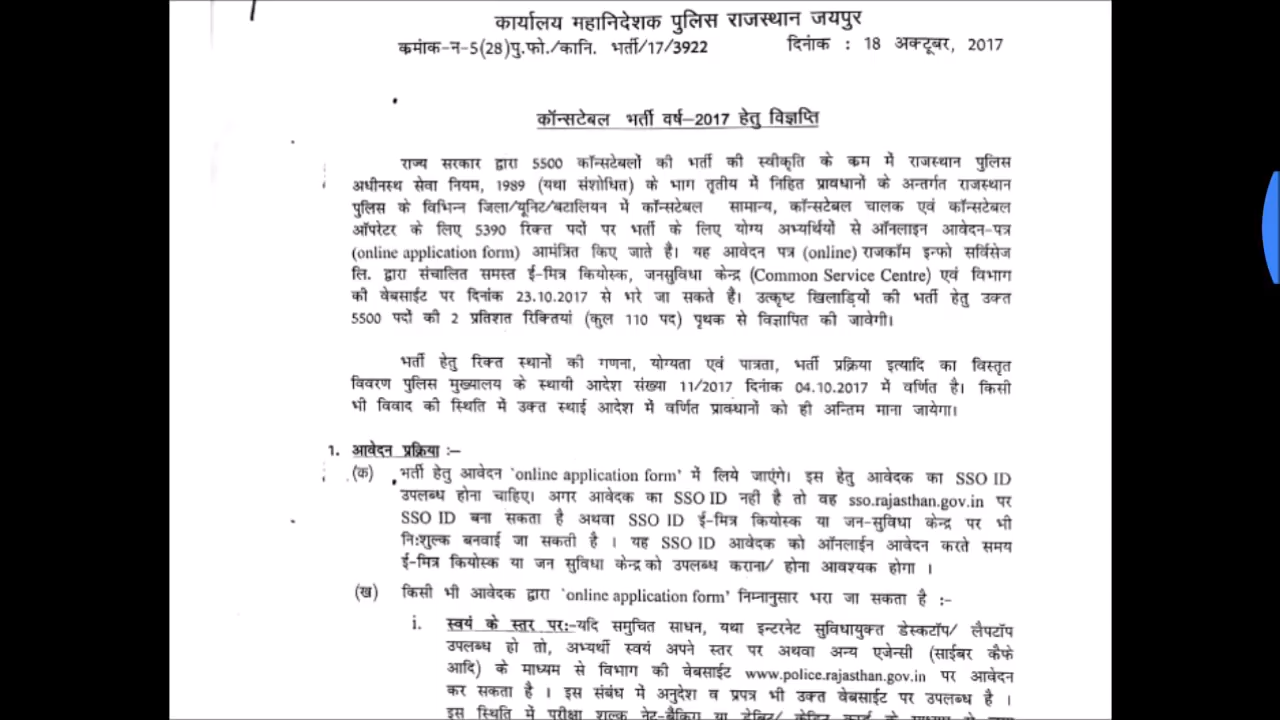 कार्यालय महानिदेशक पुलिस राजस्थान जयपुर
कमांक-न-5(28)पु.फो./कानि. भर्ती/17/3922 दिनांक : 18 अक्टूबर, 2017
कॉन्सटेबल भर्ती वर्ष–2017 हेतु विज्ञप्ति
राज्य सरकार द्वारा 5500 कॉन्सटेबलों की भर्ती की स्वीकृति के कम में राजस्थान पुलिस
अधीनस्थ सेवा नियम, 1989 (यथा संशोधित) के भाग तृतीय में निहित प्रावधानों के अन्तर्गत राजस्थान
पुलिस के विभिन्न जिला/यूनिट/बटालियन में कॉन्सटेबल सामान्य, कॉन्सटेबल चालक एवं कॉन्सटेबल
ऑपरेटर के लिए 5390 रिक्त पदों पर भर्ती के लिए योग्य अभ्यर्थियों से ऑनलाइन आवेदन-पत्र
(online application form) आमंत्रित किए जाते है। यह आवेदन पत्र (online) राजकॉम इन्फो सर्विसेज
लि. द्वारा संचालित समस्त ई-मित्र कियोस्क, जनसुविधा केन्द्र (Common Service Centre) एवं विभाग
की वेबसाईट पर दिनांक 23.10.2017 से भरे जा सकते है। उत्कृष्ट खिलाड़ियों की भर्ती हेतु उक्त
5500 पदों की 2 प्रतिशत रिक्तियां (कुल 110 पद) पृथक से विज्ञापित की जावेगी।
भर्ती हेतु रिक्त स्थानों की गणना, योग्यता एवं पात्रता, भर्ती प्रक्रिया इत्यादि का विस्तृत
विवरण पुलिस मुख्यालय के स्थायी आदेश संख्या 11/2017 दिनांक 04.10.2017 में वर्णित है। किसी
भी विवाद की स्थिति में उक्त स्थाई आदेश में वर्णित प्रावधानों को ही अन्तिम माना जायेगा।
1. आवेदन प्रक्रिया :–
(क) भर्ती हेतु आवेदन 'online application form' में लिये जाएंगे। इस हेतु आवेदक का SSO ID
उपलब्ध होना चाहिए। अगर आवेदक का SSO ID नही है तो वह sso.rajasthan.gov.in पर
SSO ID बना सकता है अथवा SSO ID ई-मित्र कियोस्क या जन-सुविधा केन्द्र पर भी
नि:शुल्क बनवाई जा सकती है । यह SSO ID आवेदक को ऑनलाईन आवेदन करते समय
ई-मित्र कियोस्क या जन सुविधा केन्द्र को उपलब्ध कराना/ होना आवश्यक होगा ।
(ख) किसी भी आवेदक द्वारा 'online application form' निम्नानुसार भरा जा सकता है :-
i. स्वयं के स्तर पर:-यदि समुचित साधन, यथा इन्टरनेट सुविधायुक्त डेस्कटॉप/ लैपटॉप
उपलब्ध हो तो, अभ्यर्थी स्वयं अपने स्तर पर अथवा अन्य एजेन्सी (साईबर कैफे
आदि) के माध्यम से विभाग की वेबसाईट www.police.rajasthan.gov.in पर आवेदन
कर सकता है । इस संबंध में अनुदेश व प्रपत्र भी उक्त वेबसाईट पर उपलब्ध है ।
इस स्थिति में परीक्षा शुल्क नेट-बैंकिग या डेबिट/ केडिट कार्ड के माध्यम से